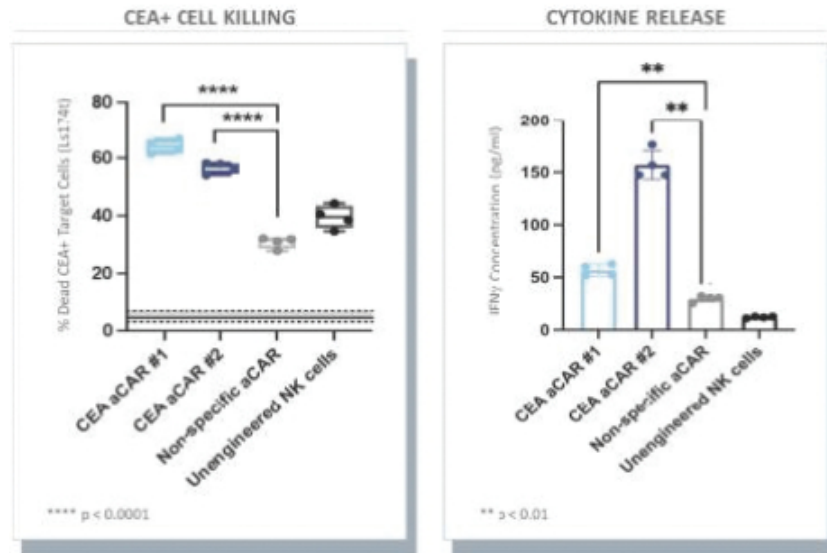 CEA+ CELL KILLING
% Dead CEA+ Target Cells (Ls174t)
80
60
40
20
0
****
****
CEA aCAR #1
CEA aCAR #2
Non-specific aCAR
Unengineered NK cells
**** p < 0.0001
CYTOKINE RELEASE
IFNγ Concentration (pg/ml)
200
150
100
50
0
**
**
CEA aCAR #1
CEA aCAR #2
Non-specific aCAR
Unengineered NK cells
** p < 0.01